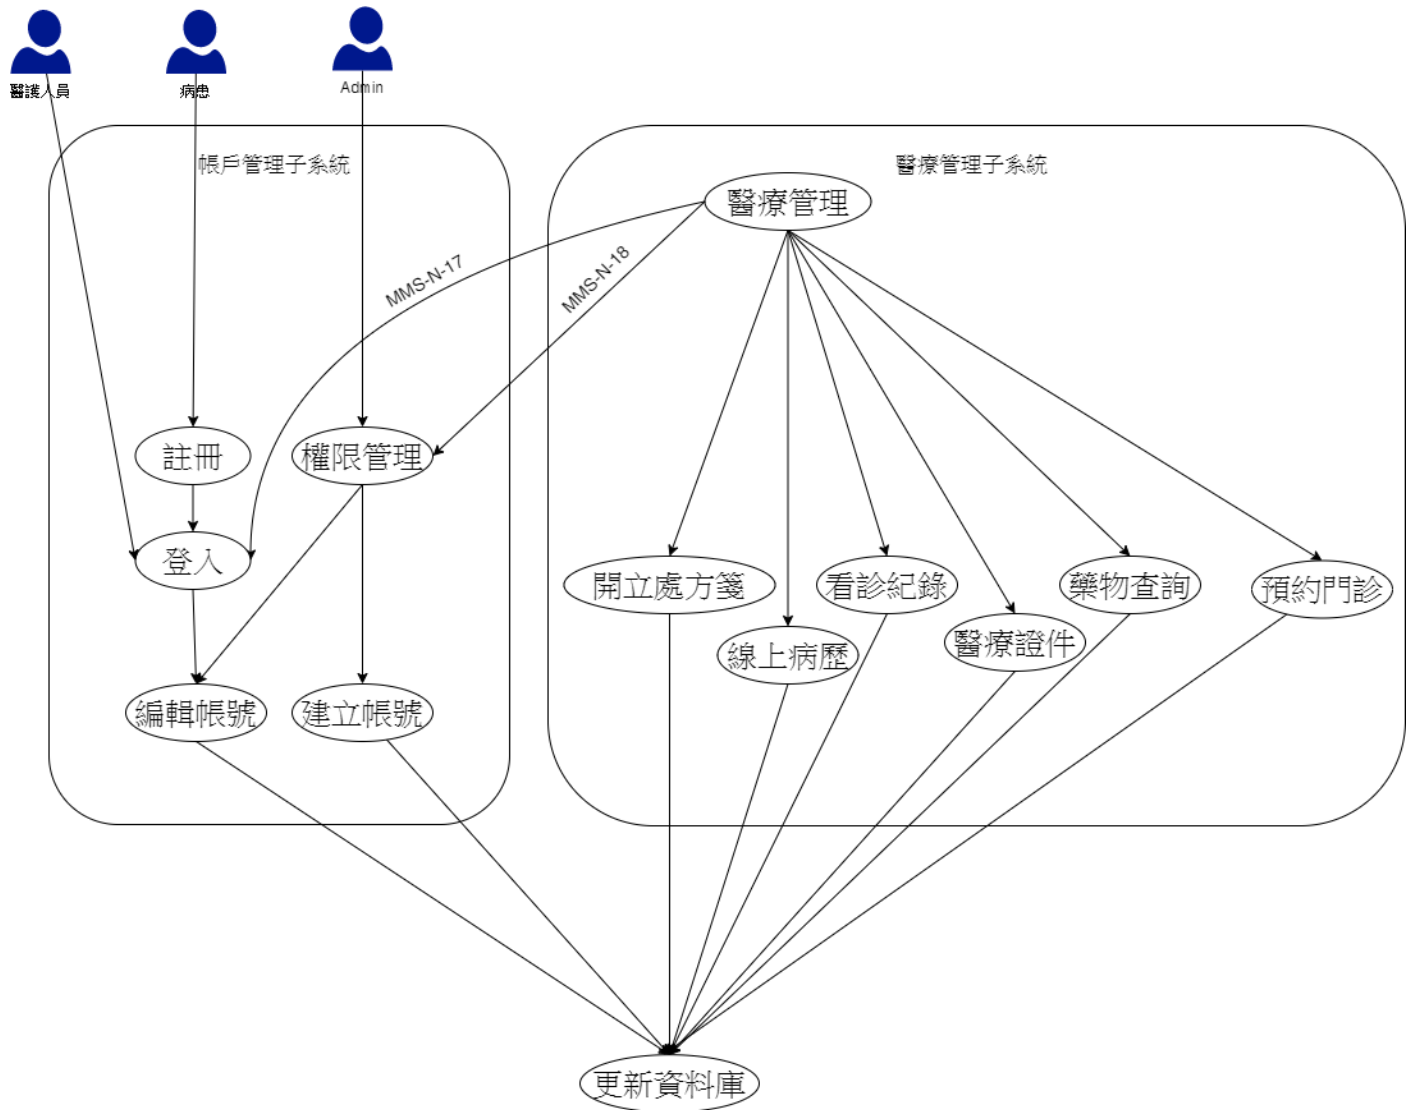 醫護人員
病患
Admin
帳戶管理子系統
醫療管理子系統
醫療管理
MMS-N-17
MMS-N-18
註冊
權限管理
登入
開立處方箋
看診紀錄
藥物查詢
預約門診
線上病歷
醫療證件
編輯帳號
建立帳號
更新資料庫